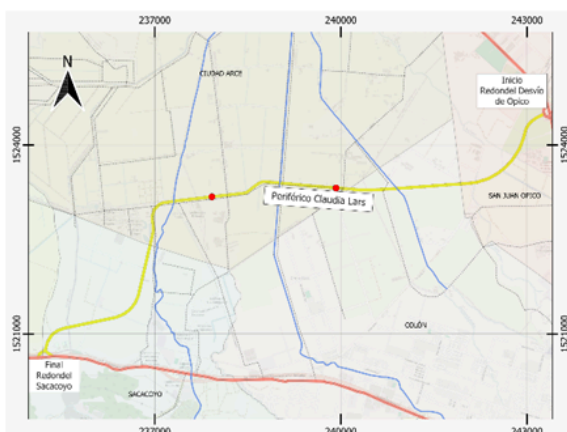 237000
240000
243000
N
CIUDAD ARCE
Inicio
Redondel Desvío
de Opico
1524000
1524000
SAN JUAN OPICO
Periférico Claudia Lars
1521000
1521000
COLÓN
Final
Redondel
Sacacoyo
SACACOYO
237000
240000
243000